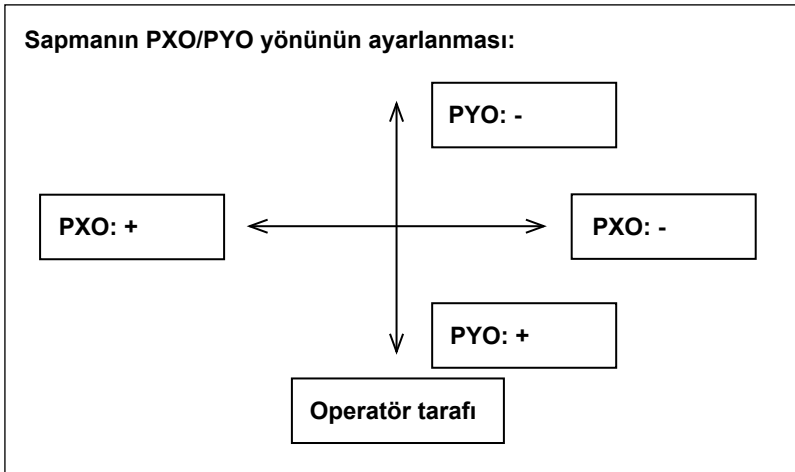 Sapmanın PXO/PYO yönünün ayarlanması:
PYO: -
PXO: +
PXO: -
PYO: +
Operatör tarafı